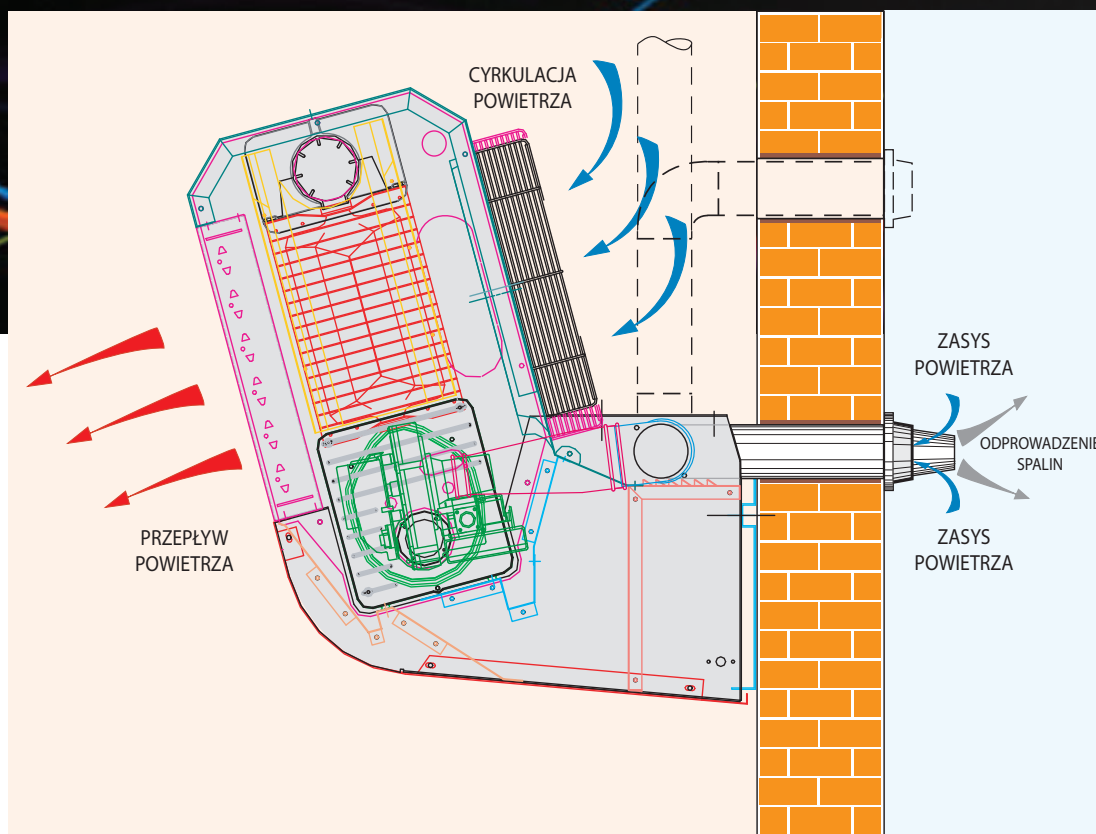 CYRKULACJA
POWIETRZA
ZASYS
POWIETRZA
ODPROWADZENIE
SPALIN
PRZEPŁYW
POWIETRZA
ZASYS
POWIETRZA